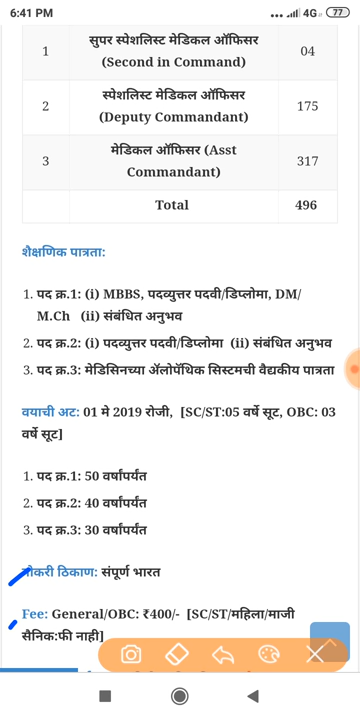 6:41 PM
4G
77
1 सुपर स्पेशलिस्ट मेडिकल ऑफिसर 04
(Second in Command)
2 स्पेशलिस्ट मेडिकल ऑफिसर 175
(Deputy Commandant)
3 मेडिकल ऑफिसर (Asst 317
Commandant)
Total 496
शैक्षणिक पात्रता:
1. पद क्र.1: (i) MBBS, पदव्युत्तर पदवी/डिप्लोमा, DM/
M.Ch (ii) संबंधित अनुभव
2. पद क्र.2: (i) पदव्युत्तर पदवी/डिप्लोमा (ii) संबंधित अनुभव
3. पद क्र.3: मेडिसिनच्या ॲलोपॅथिक सिस्टमची वैद्यकीय पात्रता
वयाची अट: 01 मे 2019 रोजी, [SC/ST:05 वर्षे सूट, OBC: 03
वर्षे सूट]
1. पद क्र.1: 50 वर्षांपर्यंत
2. पद क्र.2: 40 वर्षांपर्यंत
3. पद क्र.3: 30 वर्षांपर्यंत
नोकरी ठिकाण: संपूर्ण भारत
Fee: General/OBC: ₹400/- [SC/ST/महिला/माजी
सैनिक:फी नाही]